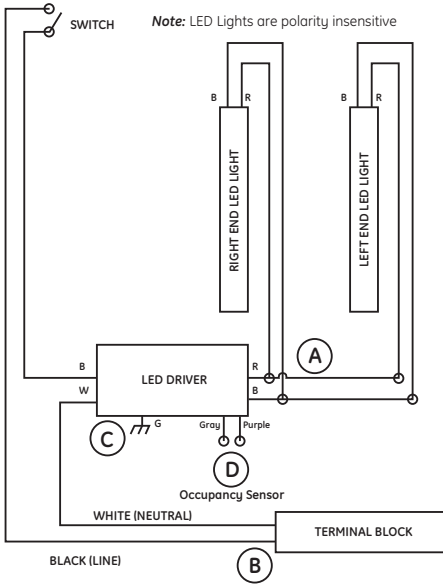 Note: LED Lights are polarity insensitive
SWITCH
B R
B R
RIGHT END LED LIGHT
LEFT END LED LIGHT
A
B
W
LED DRIVER
R
B
G
Gray
Purple
C
D
Occupancy Sensor
WHITE (NEUTRAL)
TERMINAL BLOCK
BLACK (LINE)
B